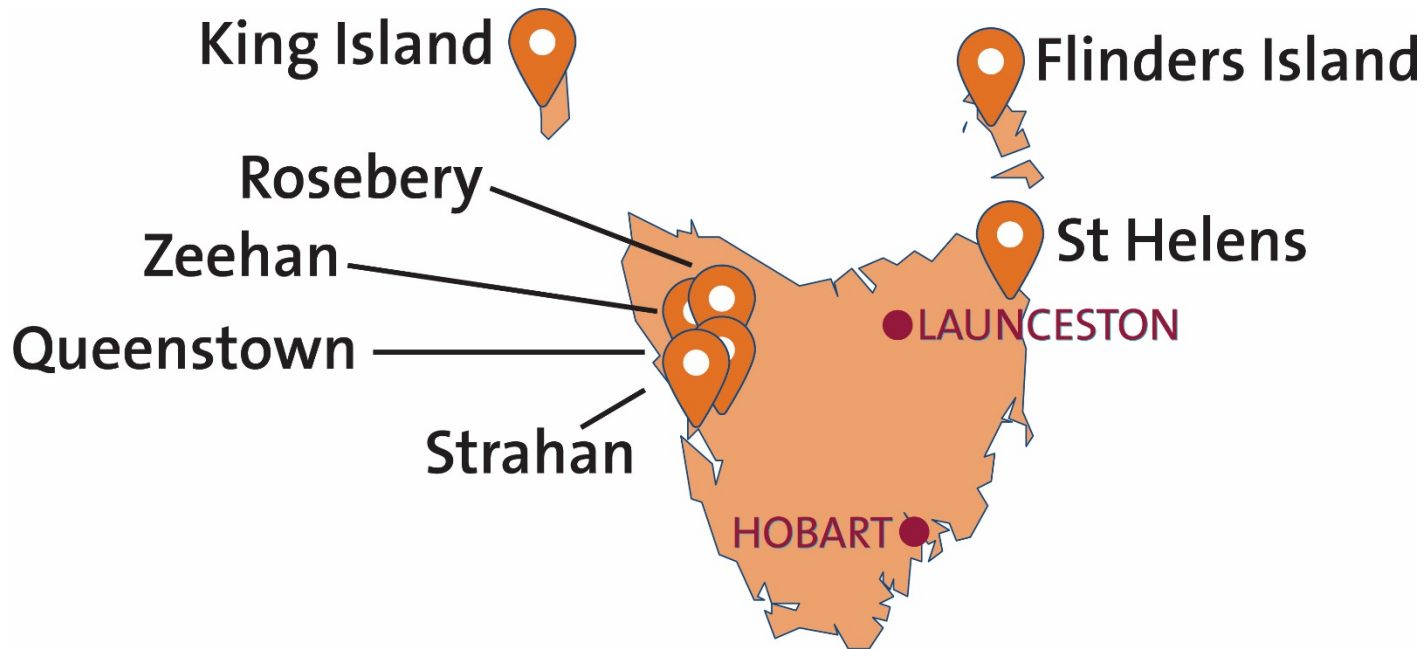 King Island
Flinders Island
Rosebery
St Helens
Zeehan
LAUNCESTON
Queenstown
Strahan
HOBART